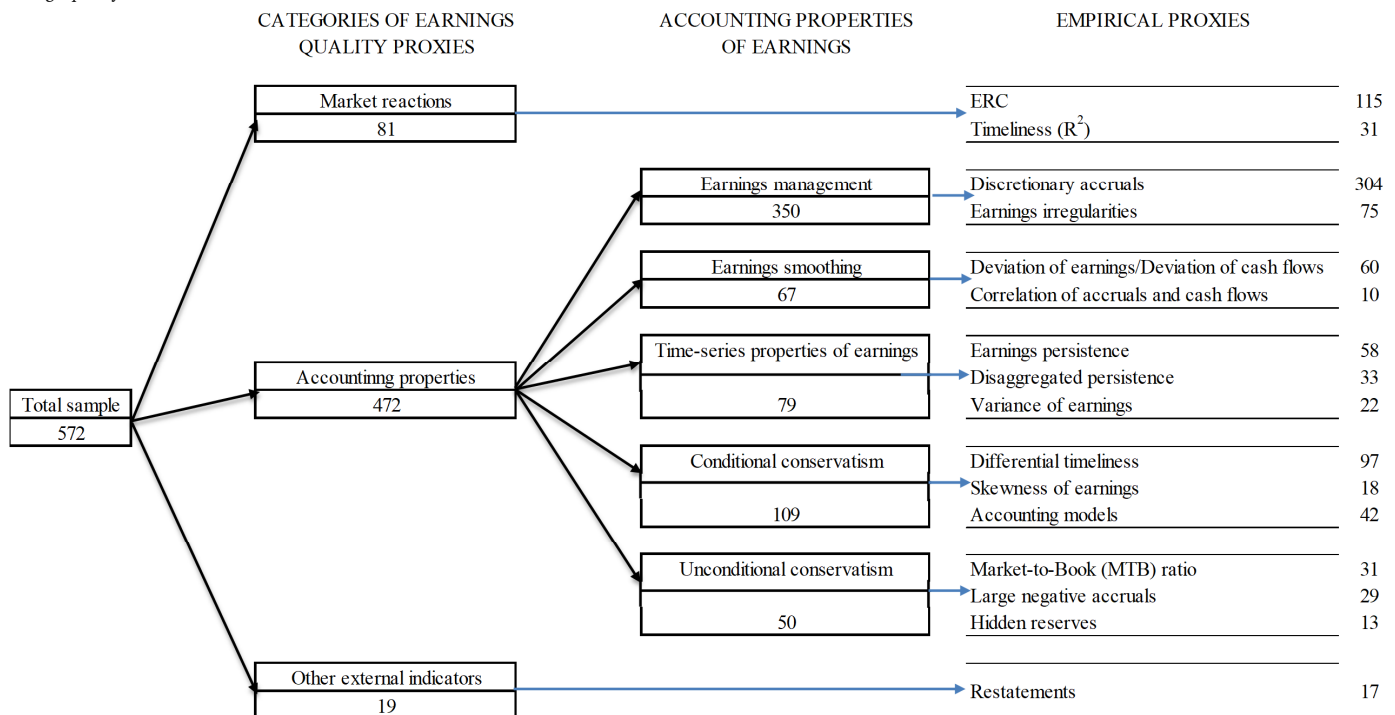 CATEGORIES OF EARNINGS
QUALITY PROXIES
ACCOUNTING PROPERTIES
OF EARNINGS
EMPIRICAL PROXIES
Market reactions
81
ERC 115
Timeliness (R²) 31
Earnings management
350
Discretionary accruals 304
Earnings irregularities 75
Earnings smoothing
67
Deviation of earnings/Deviation of cash flows 60
Correlation of accruals and cash flows 10
Total sample
572
Accountinng properties
472
Time-series properties of earnings
79
Earnings persistence 58
Disaggregated persistence 33
Variance of earnings 22
Conditional conservatism
109
Differential timeliness 97
Skewness of earnings 18
Accounting models 42
Unconditional conservatism
50
Market-to-Book (MTB) ratio 31
Large negative accruals 29
Hidden reserves 13
Other external indicators
19
Restatements 17